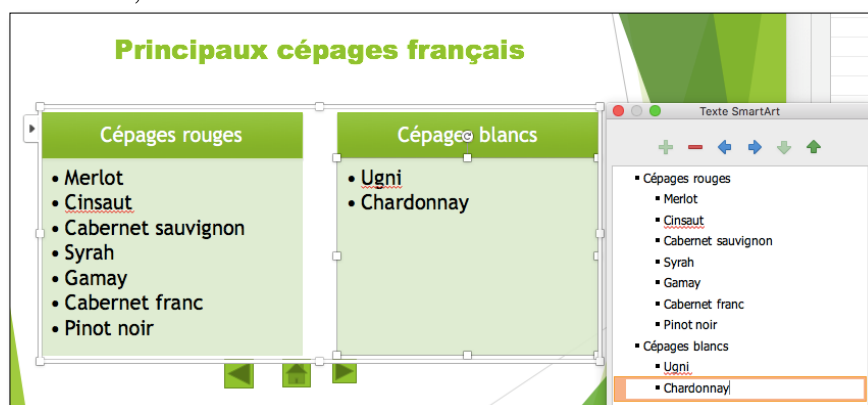 Principaux cépages français
Cépages rouges
• Merlot
• Cinsaut
• Cabernet sauvignon
• Syrah
• Gamay
• Cabernet franc
• Pinot noir
Cépages blancs
• Ugni
• Chardonnay
Texte SmartArt
▪ Cépages rouges
▪ Merlot
▪ Cinsaut
▪ Cabernet sauvignon
▪ Syrah
▪ Gamay
▪ Cabernet franc
▪ Pinot noir
▪ Cépages blancs
▪ Ugni
▪ Chardonnay